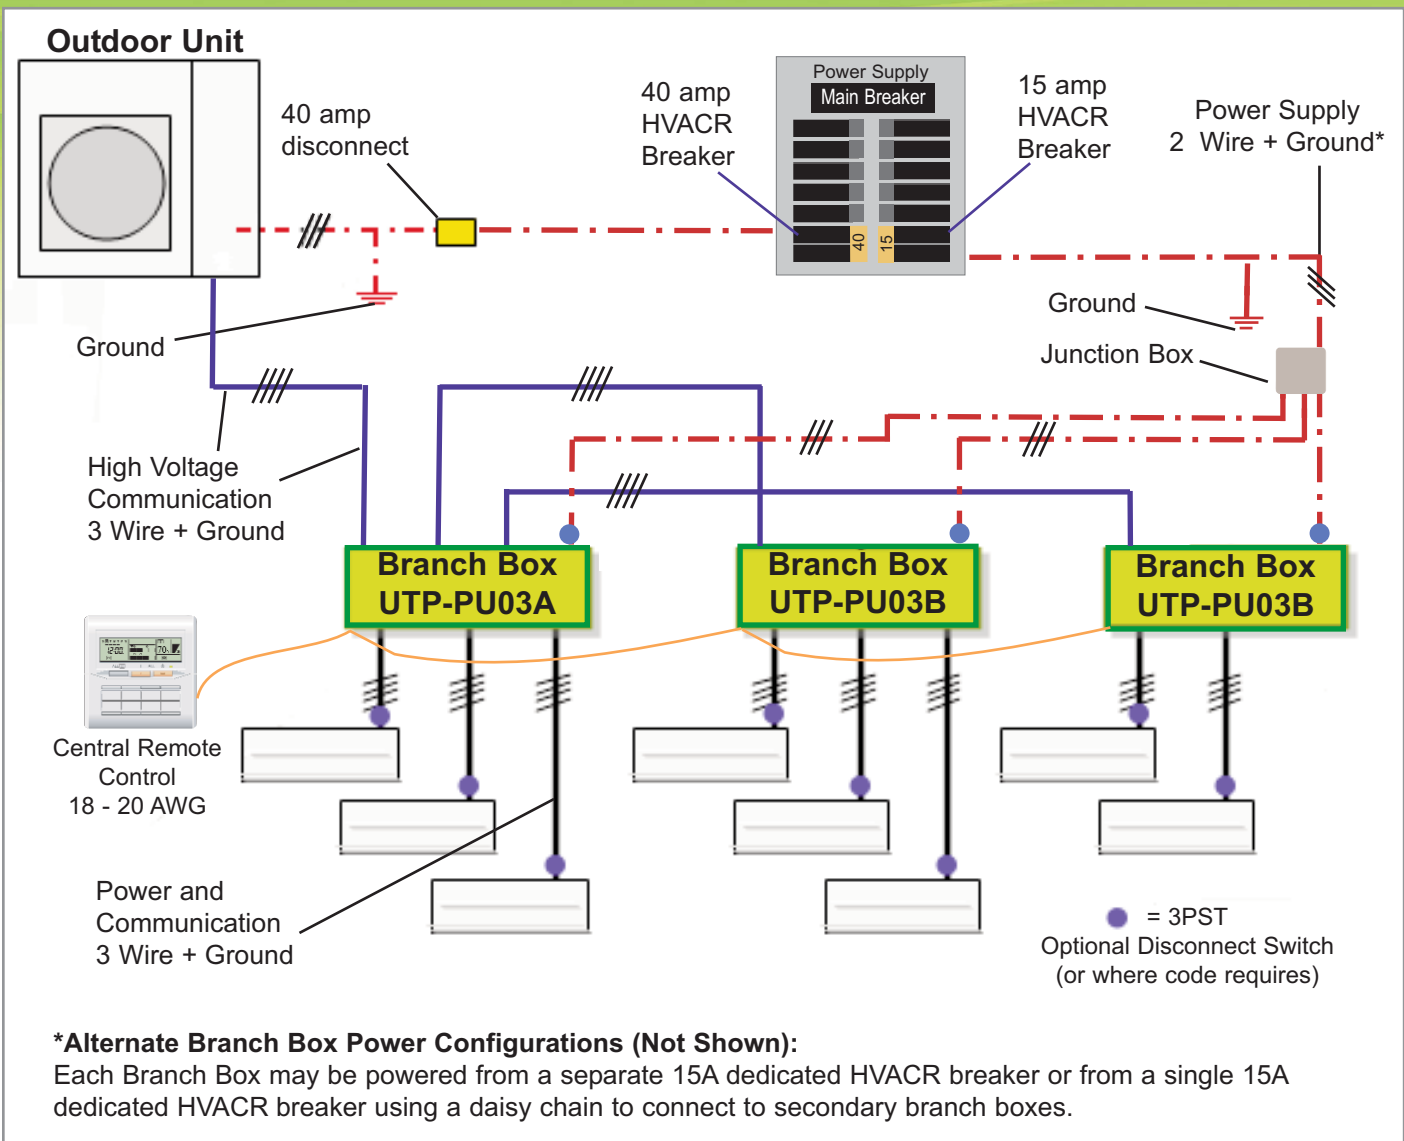 Outdoor Unit
40 amp
disconnect
40 amp
HVACR
Breaker
Power Supply
Main Breaker
40
15
15 amp
HVACR
Breaker
Power Supply
2 Wire + Ground*
Ground
Ground
Junction Box
High Voltage
Communication
3 Wire + Ground
Branch Box
UTP-PU03A
Branch Box
UTP-PU03B
Branch Box
UTP-PU03B
Central Remote
Control
18 - 20 AWG
Power and
Communication
3 Wire + Ground
= 3PST
Optional Disconnect Switch
(or where code requires)
*Alternate Branch Box Power Configurations (Not Shown):
Each Branch Box may be powered from a separate 15A dedicated HVACR breaker or from a single 15A
dedicated HVACR breaker using a daisy chain to connect to secondary branch boxes.